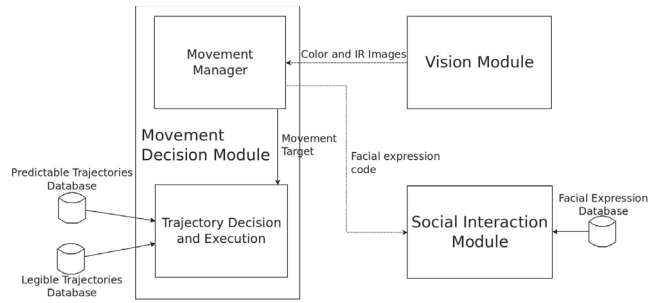 Movement
Manager
Color and IR Images
Vision Module
Movement
Decision Module
Movement
Target
Facial expression
code
Predictable Trajectories
Database
Trajectory Decision
and Execution
Social Interaction
Module
Facial Expression
Database
Legible Trajectories
Database